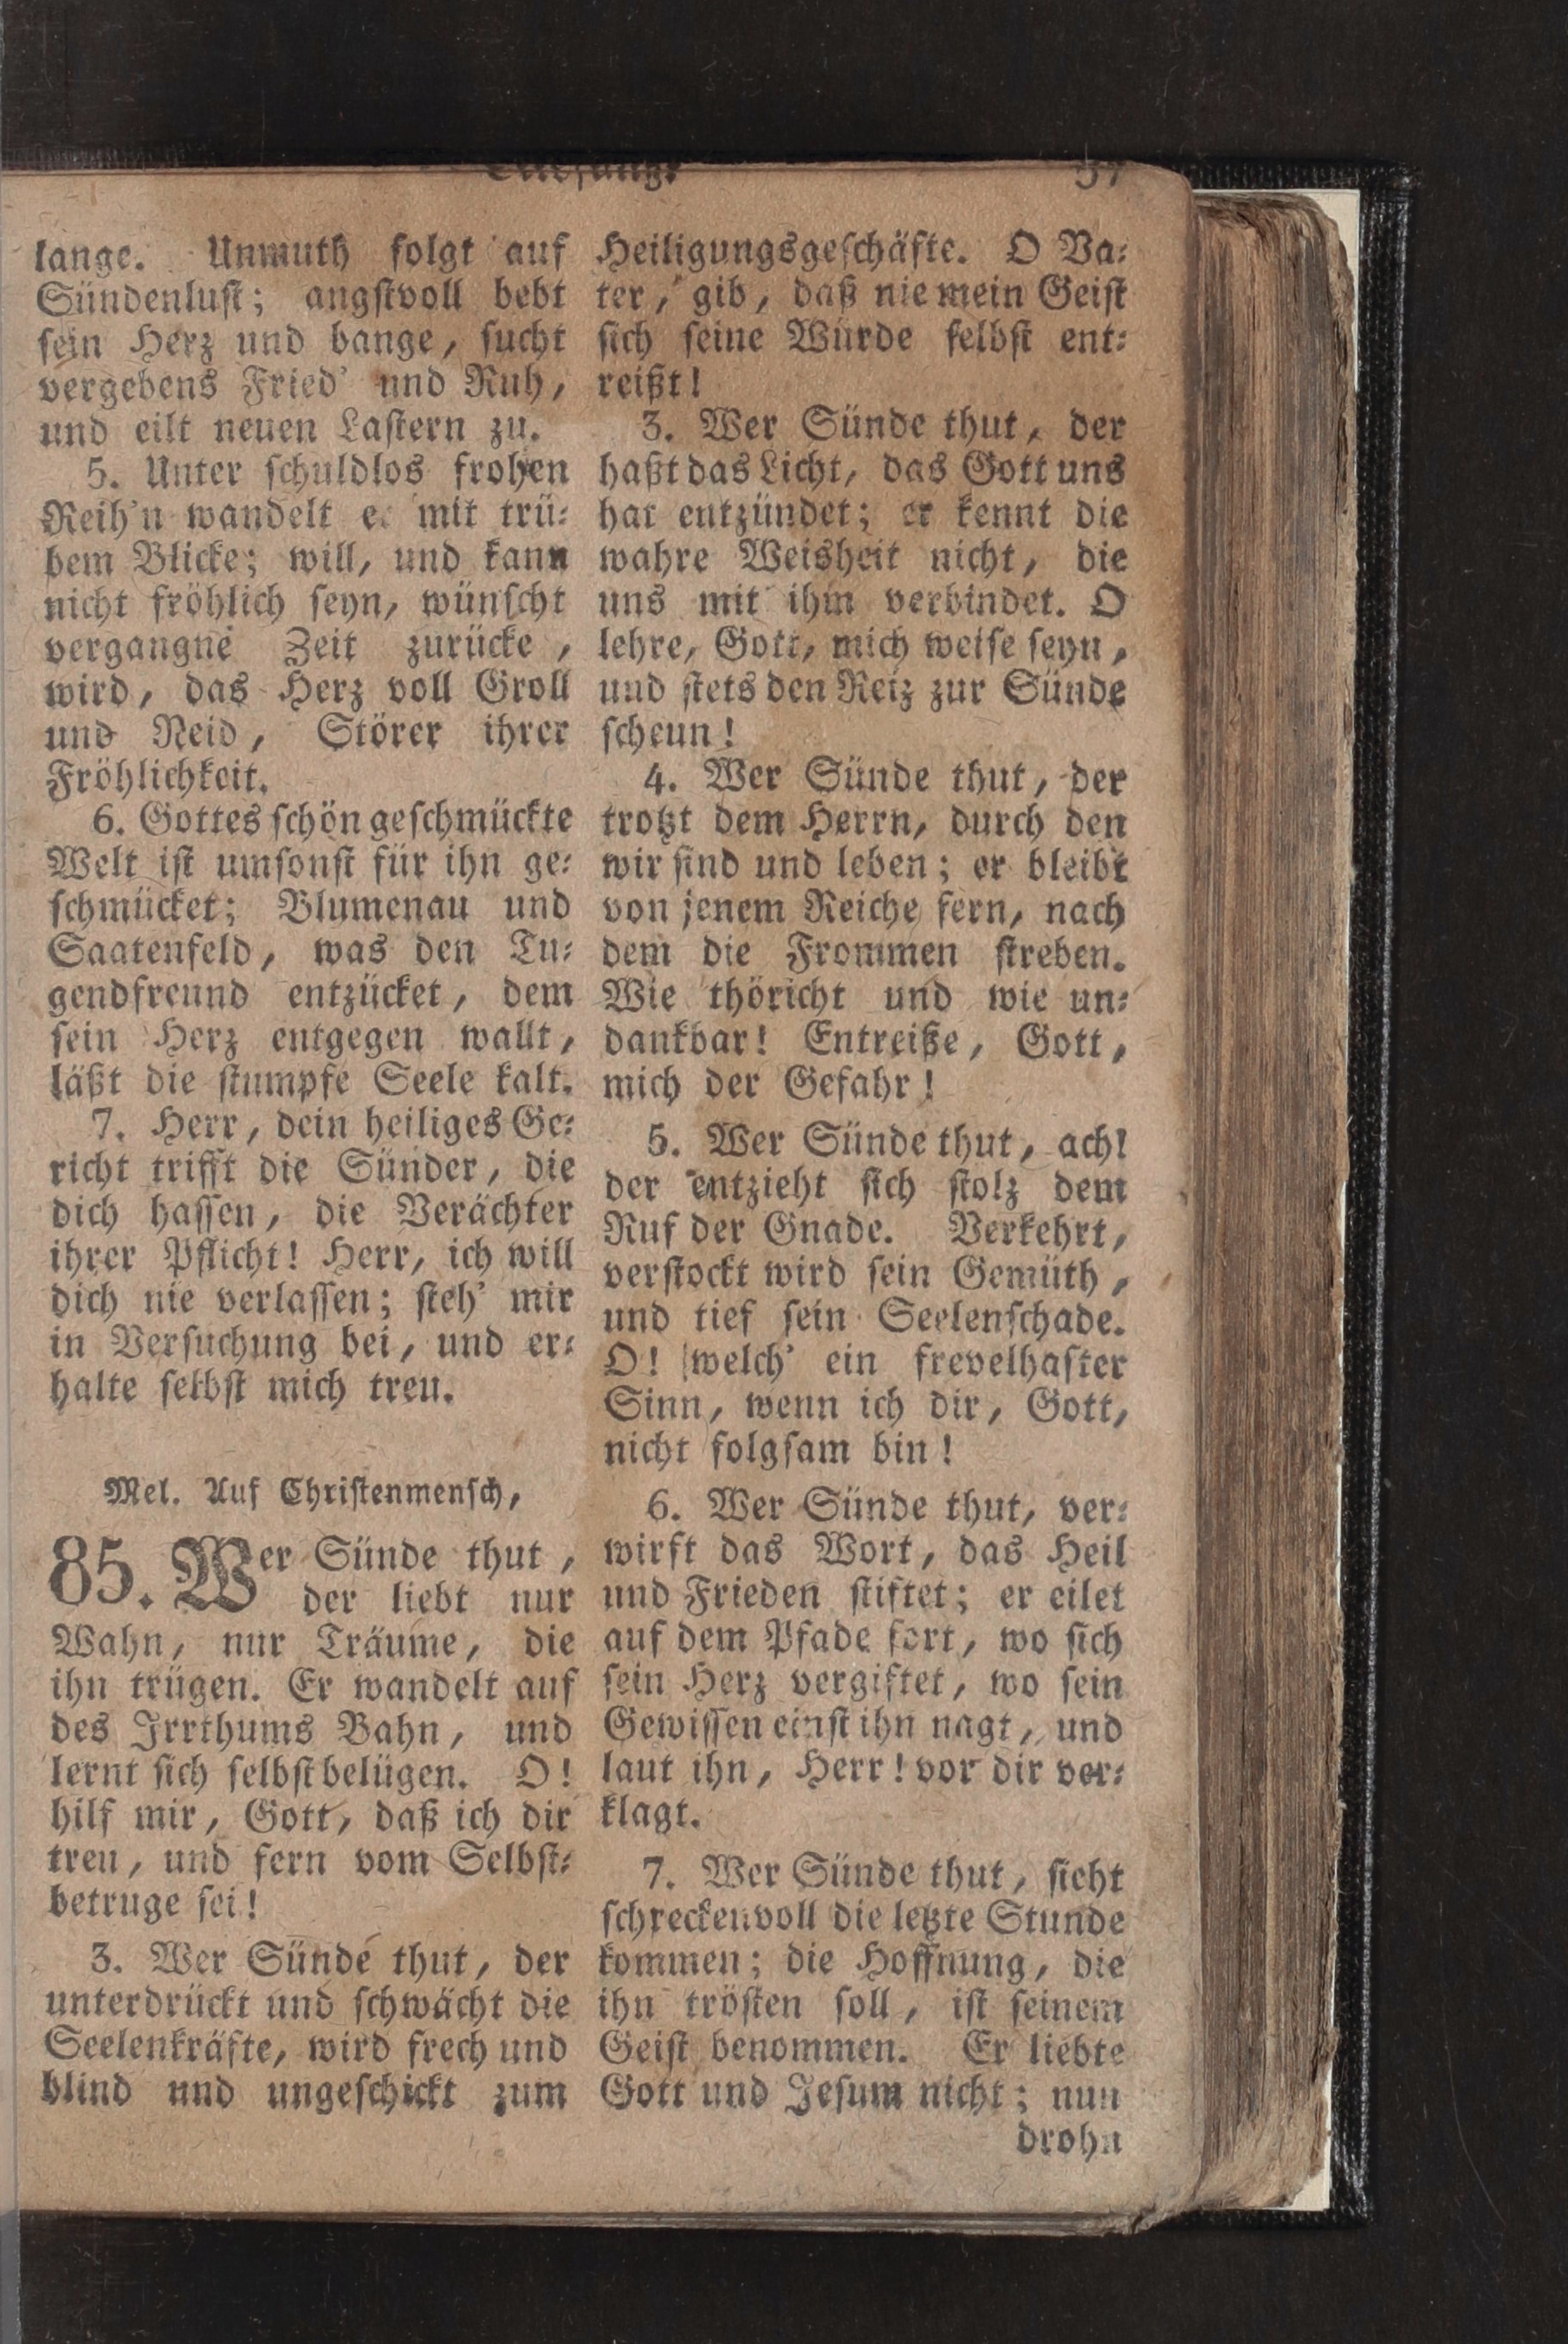 57
lange. Unmuth folgt auf
Sündenlust; angstvoll bebt
sein Herz und bange, sucht
vergebens Fried' und Ruh,
und eilt neuen Lastern zu.
5. Unter schuldlos frohen
Reih'n wandelt e mit trü⸗
bem Blicke; will, und kann
nicht fröhlich seyn, wünscht
vergangne Zeit zurücke,
wird, das Herz voll Groll
und Neid, Störer ihrer
Fröhlichkeit.
6. Gottes schön geschmückte
Welt ist umsonst für ihn ge⸗
schmücket; Blumenau und
Saatenfeld, was den Tu⸗
gendfreund entzücket, dem
sein Herz entgegen wallt,
läßt die stumpfe Seele kalt.
7. Herr, dein heiliges Ge⸗
richt trifft die Sünder, die
dich hassen, die Verächter
ihrer Pflicht! Herr, ich will
dich nie verlassen; steh' mir
in Versuchung bei, und er⸗
halte selbst mich treu.
Mel. Auf Christenmensch,
85. Wer Sünde thut,
der liebt nur
Wahn, nur Träume, die
ihn trügen. Er wandelt auf
des Irrthums Bahn, und
lernt sich selbst belügen. O!
hilf mir, Gott, daß ich dir
treu, und fern vom Selbst⸗
betruge sei!
3. Wer Sünde thut, der
unterdrückt und schwächt die
Seelenkräfte, wird frech und
blind und ungeschickt zum
Heiligungsgeschäfte. O Va⸗
ter, gib, daß nie mein Geist
sich seine Würde selbst ent⸗
reißt!
3. Wer Sünde thut, der
haßt das Licht, das Gott uns
hat entzündet; er kennt die
wahre Weisheit nicht, die
uns mit ihm verbindet. O
lehre, Gott, mich weise seyn,
und stets den Reiz zur Sünde
scheun!
4. Wer Sünde thut, der
trotzt dem Herrn, durch den
wir sind und leben; er bleibt
von jenem Reiche fern, nach
dem die Frommen streben.
Wie thöricht und wie un⸗
dankbar! Entreiße, Gott,
mich der Gefahr!
5. Wer Sünde thut, ach!
der entzieht sich stolz dem
Ruf der Gnade. Verkehrt,
verstockt wird sein Gemüth,
und tief sein Seelenschade.
O! welch' ein frevelhafter
Sinn, wenn ich dir, Gott,
nicht folgsam bin!
6. Wer Sünde thut, ver⸗
wirft das Wort, das Heil
und Frieden stiftet; er eilet
auf dem Pfade fort, wo sich
sein Herz vergiftet, wo sein
Gewissen einst ihn nagt, und
laut ihn, Herr! vor dir ver⸗
klagt.
7. Wer Sünde thut, sieht
schreckenvoll die letzte Stunde
kommen; die Hoffnung, die
ihn trösten soll, ist seinem
Geist benommen. Er liebte
Gott und Jesum nicht; nun
drohn